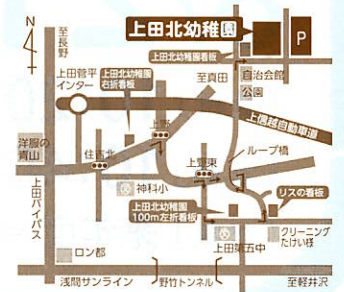 N
至長野
上田北幼稚園
P
上田北幼稚園看板
至真田
自治会館
公園
上田菅平
インター
上田北幼稚園
右折看板
上信越自動車道
上野
洋服の
青山
住吉北
上野東
ループ橋
上田バイパス
神科小
リスの看板
上田北幼稚園
100m左折看板
上田第五中
クリーニング
たけい様
ロン都
浅間サンライン
野竹トンネル
至軽井沢